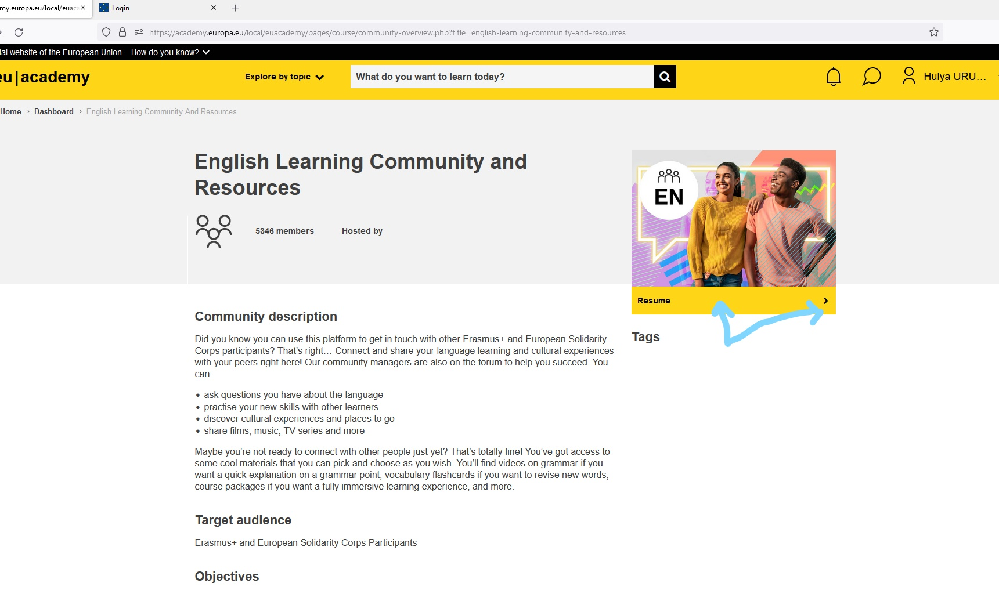 my.europa.eu/local/euac
Login
https://academy.europa.eu/local/euacademy/pages/course/community-overview.php?title=english-learning-community-and-resources
ial website of the European Union How do you know?
eu|academy
Explore by topic
What do you want to learn today?
Hulya URU...
Home > Dashboard > English Learning Community And Resources
English Learning Community and
Resources
5346 members Hosted by
EN
Resume
Tags
Community description
Did you know you can use this platform to get in touch with other Erasmus+ and European Solidarity
Corps participants? That's right… Connect and share your language learning and cultural experiences
with your peers right here! Our community managers are also on the forum to help you succeed. You
can:
• ask questions you have about the language
• practise your new skills with other learners
• discover cultural experiences and places to go
• share films, music, TV series and more
Maybe you're not ready to connect with other people just yet? That's totally fine! You've got access to
some cool materials that you can pick and choose as you wish. You'll find videos on grammar if you
want a quick explanation on a grammar point, vocabulary flashcards if you want to revise new words,
course packages if you want a fully immersive learning experience, and more.
Target audience
Erasmus+ and European Solidarity Corps Participants
Objectives